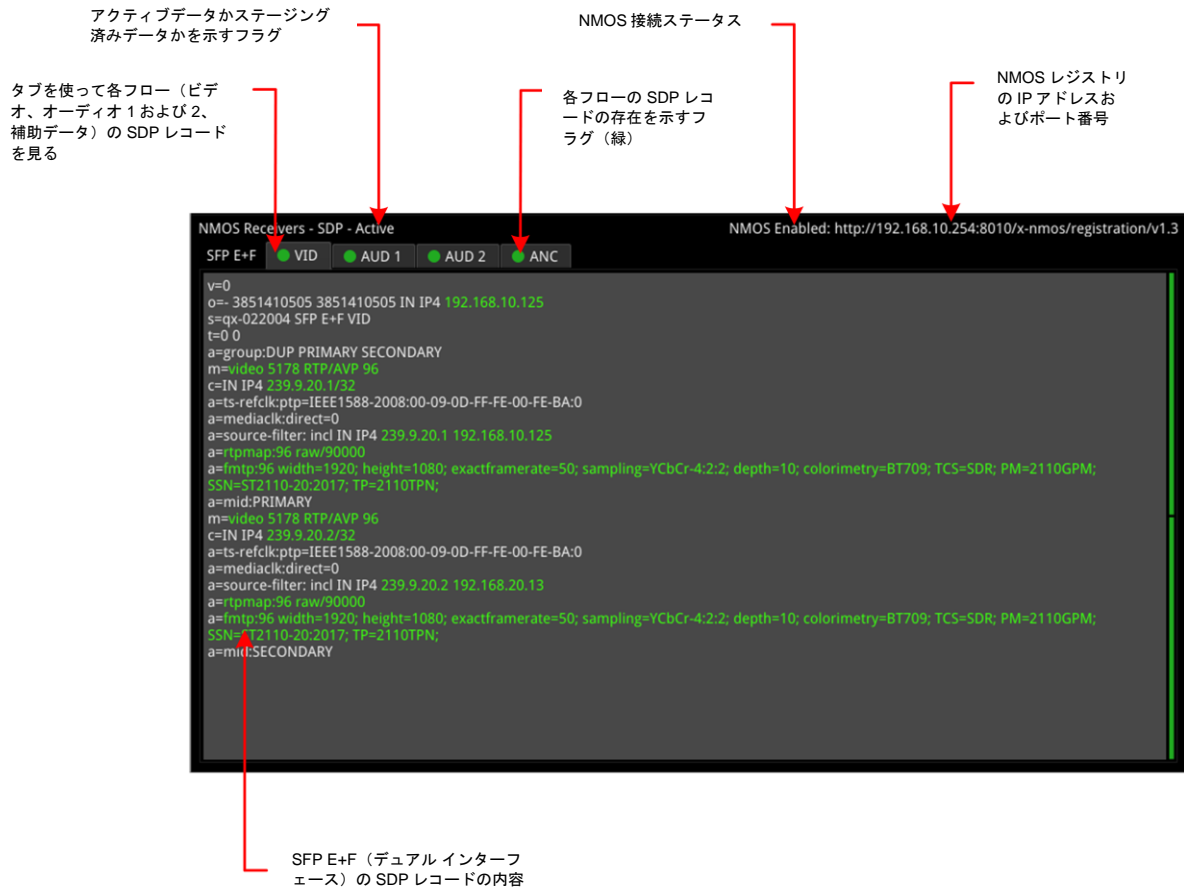 アクティブデータかステージング
済みデータかを示すフラグ
NMOS 接続ステータス
タブを使って各フロー（ビデ
オ、オーディオ 1 および 2、
補助データ）の SDP レコード
を見る
各フローの SDP レコ
ードの存在を示すフ
ラグ（緑）
NMOS レジストリ
の IP アドレスお
よびポート番号
NMOS Receivers - SDP - Active
NMOS Enabled: http://192.168.10.254:8010/x-nmos/registration/v1.3
SFP E+F VID AUD 1 AUD 2 ANC
v=0
o=- 3851410505 3851410505 IN IP4 192.168.10.125
s=qx-022004 SFP E+F VID
t=0 0
a=group:DUP PRIMARY SECONDARY
m=video 5178 RTP/AVP 96
c=IN IP4 239.9.20.1/32
a=ts-refclk:ptp=IEEE1588-2008:00-09-0D-FF-FE-00-FE-BA:0
a=mediaclk:direct=0
a=source-filter: incl IN IP4 239.9.20.1 192.168.10.125
a=rtpmap:96 raw/90000
a=fmtp:96 width=1920; height=1080; exactframerate=50; sampling=YCbCr-4:2:2; depth=10; colorimetry=BT709; TCS=SDR; PM=2110GPM;
SSN=ST2110-20:2017; TP=2110TPN;
a=mid:PRIMARY
m=video 5178 RTP/AVP 96
c=IN IP4 239.9.20.2/32
a=ts-refclk:ptp=IEEE1588-2008:00-09-0D-FF-FE-00-FE-BA:0
a=mediaclk:direct=0
a=source-filter: incl IN IP4 239.9.20.2 192.168.20.13
a=rtpmap:96 raw/90000
a=fmtp:96 width=1920; height=1080; exactframerate=50; sampling=YCbCr-4:2:2; depth=10; colorimetry=BT709; TCS=SDR; PM=2110GPM;
SSN=ST2110-20:2017; TP=2110TPN;
a=mid:SECONDARY
SFP E+F（デュアル インターフ
ェース）の SDP レコードの内容